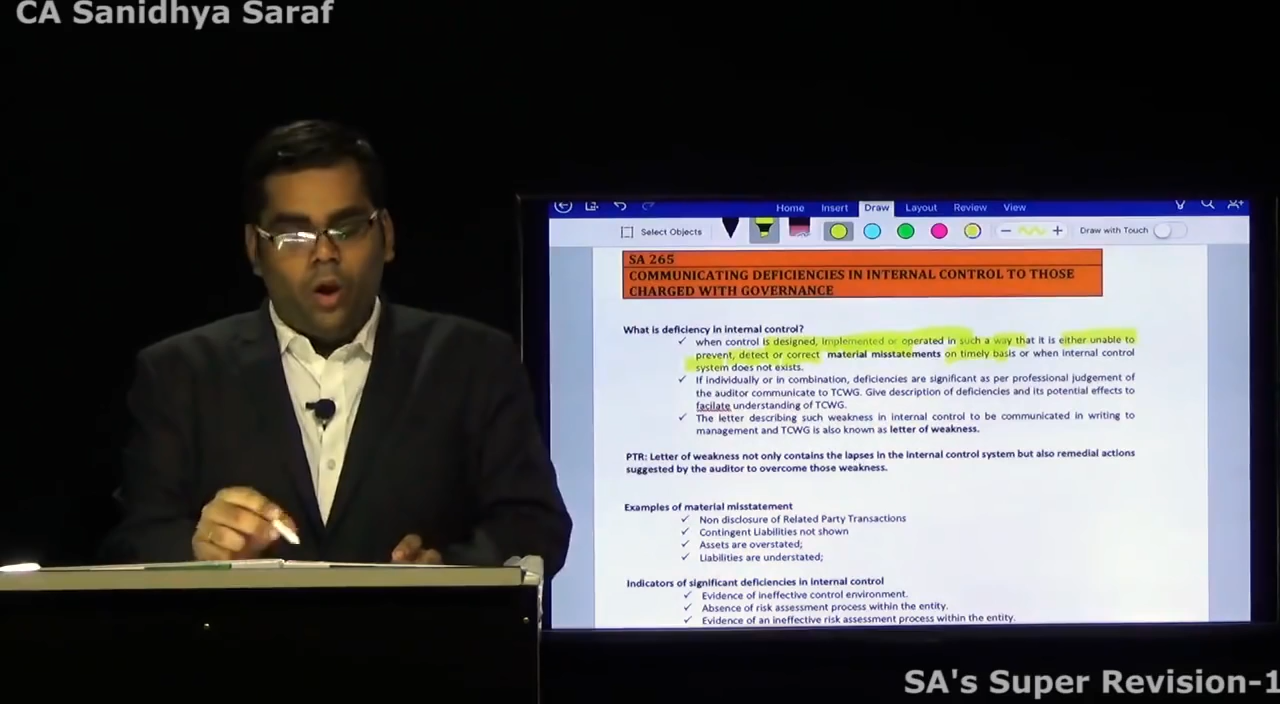 CA Sanidhya Saraf
Home Insert Draw Layout Review View
Select Objects
Draw with Touch
SA 265
COMMUNICATING DEFICIENCIES IN INTERNAL CONTROL TO THOSE
CHARGED WITH GOVERNANCE
What is deficiency in internal control?
✓ when control is designed, implemented or operated in such a way that it is either unable to
prevent, detect or correct material misstatements on timely basis or when internal control
system does not exists.
✓ If individually or in combination, deficiencies are significant as per professional judgement of
the auditor communicate to TCWG. Give description of deficiencies and its potential effects to
facilate understanding of TCWG.
✓ The letter describing such weakness in internal control to be communicated in writing to
management and TCWG is also known as letter of weakness.
PTR: Letter of weakness not only contains the lapses in the internal control system but also remedial actions
suggested by the auditor to overcome those weakness.
Examples of material misstatement
✓ Non disclosure of Related Party Transactions
✓ Contingent Liabilities not shown
✓ Assets are overstated;
✓ Liabilities are understated;
Indicators of significant deficiencies in internal control
✓ Evidence of ineffective control environment.
✓ Absence of risk assessment process within the entity.
✓ Evidence of an ineffective risk assessment process within the entity.
SA's Super Revision-1